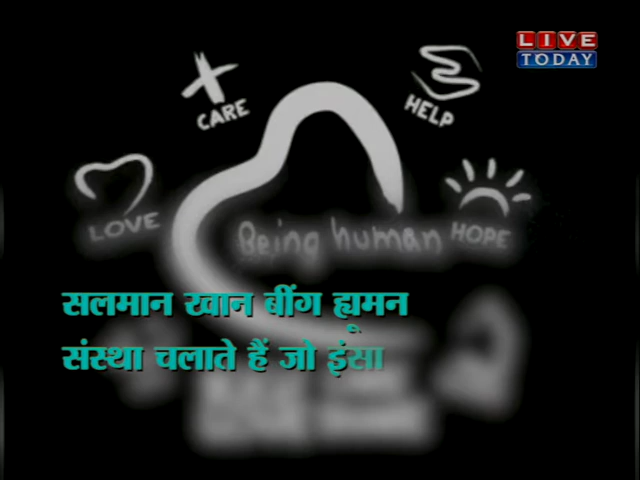 LIVE
TODAY
CARE
HELP
LOVE
Being human
HOPE
सलमान खान बींग ह्यूमन
संस्था चलाते हैं जो इंसा